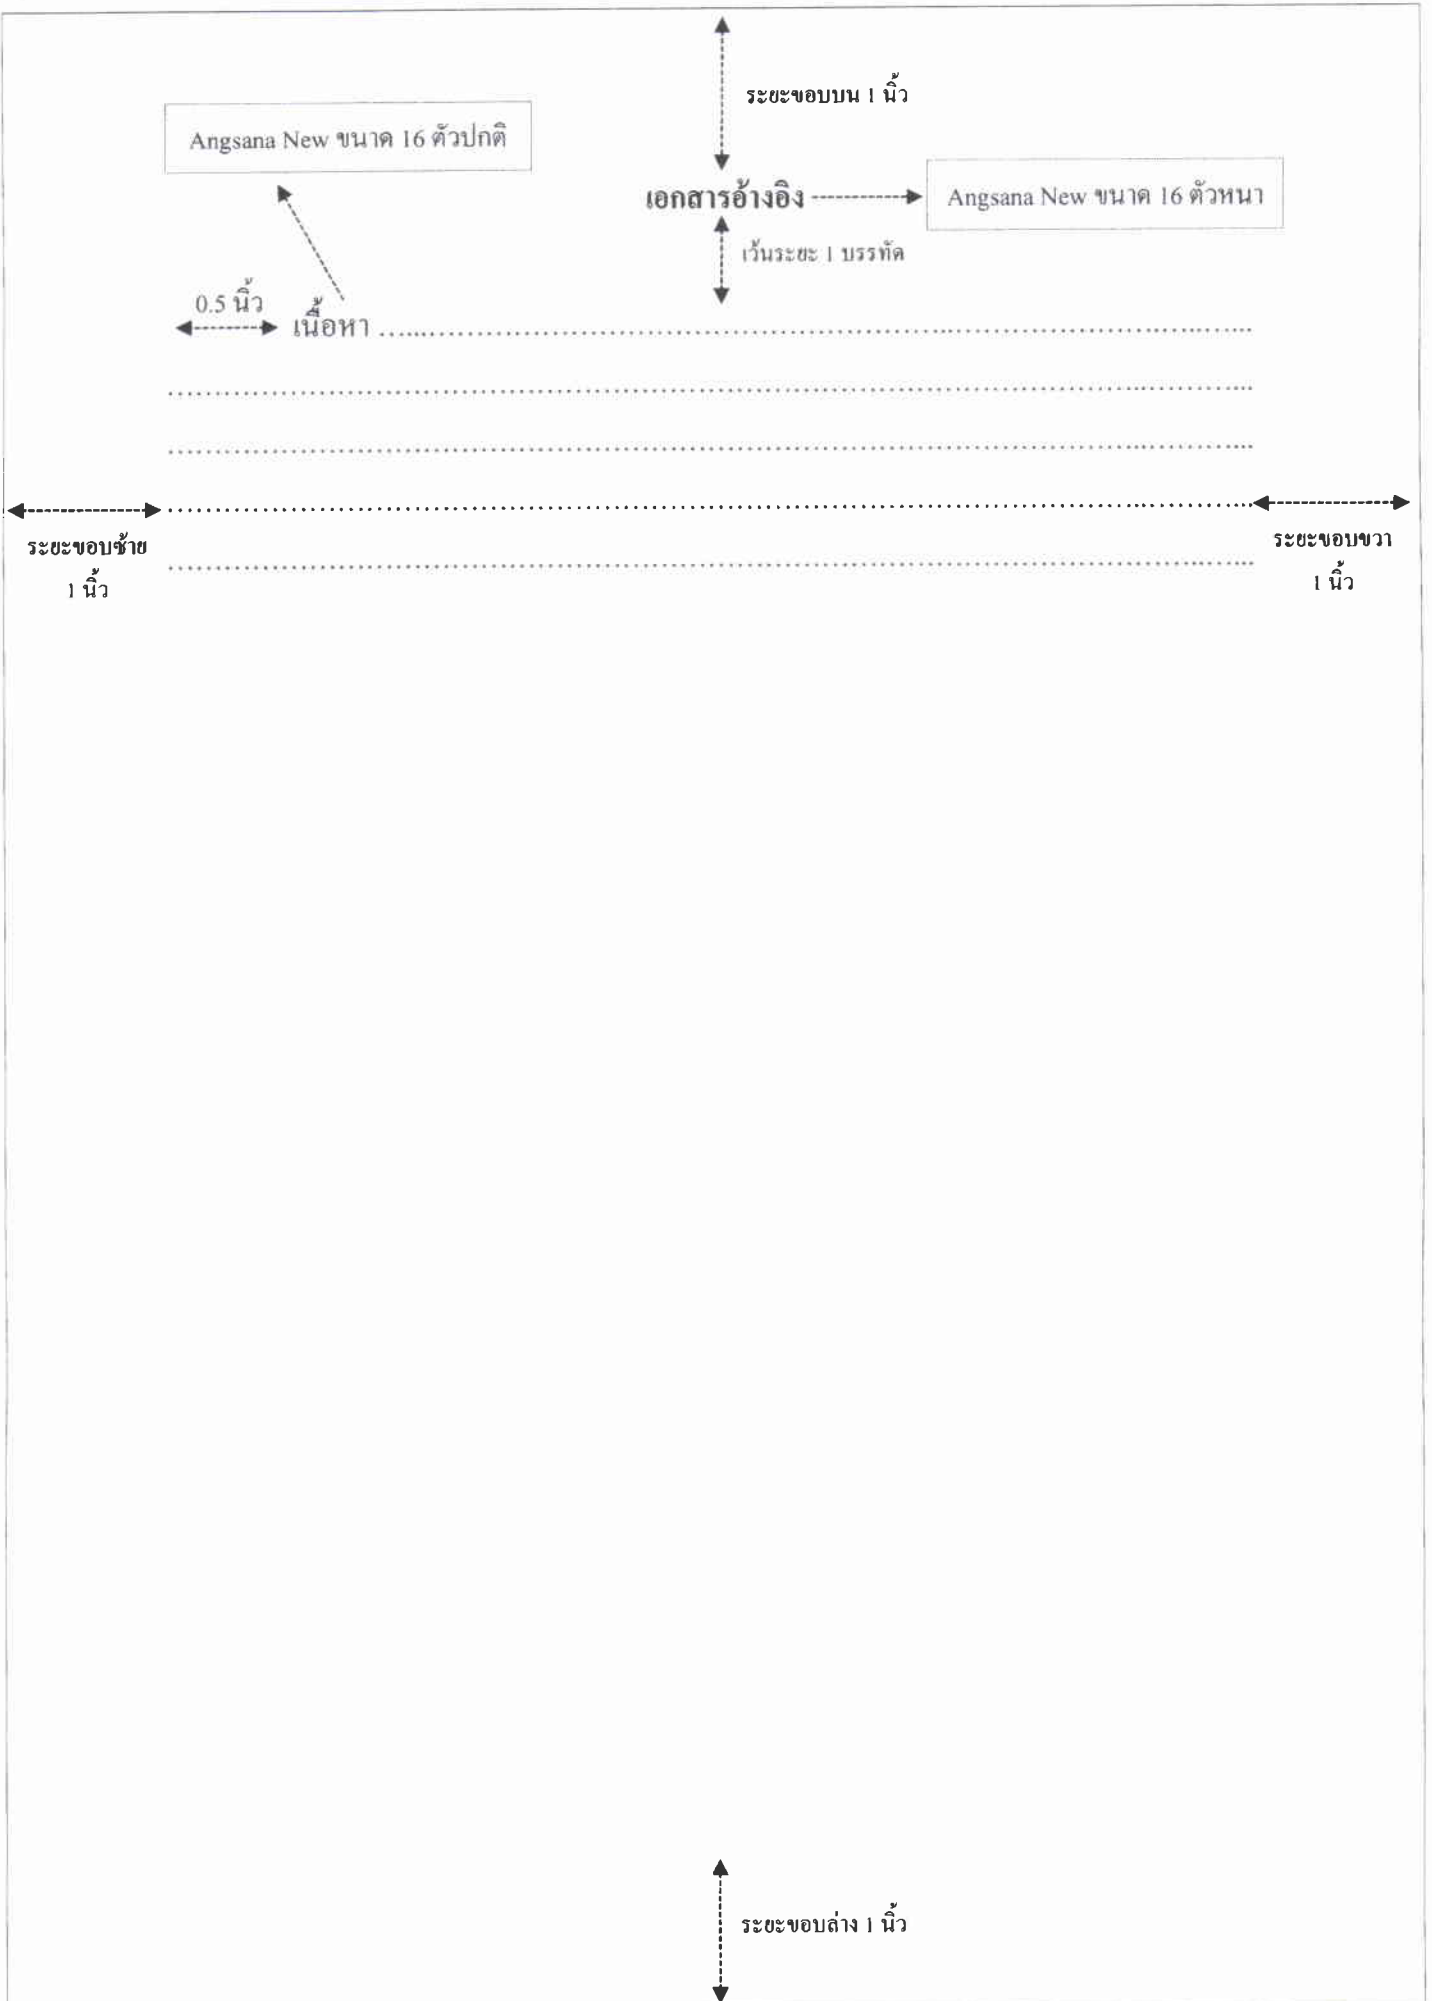 ระยะขอบบน 1 นิ้ว
Angsana New ขนาด 16 ตัวปกติ
เอกสารอ้างอิง
Angsana New ขนาด 16 ตัวหนา
เว้นระยะ 1 บรรทัด
0.5 นิ้ว
เนื้อหา ........................................................................
........................................................................
........................................................................
........................................................................
ระยะขอบซ้าย
1 นิ้ว
ระยะขอบขวา
1 นิ้ว
........................................................................
ระยะขอบล่าง 1 นิ้ว